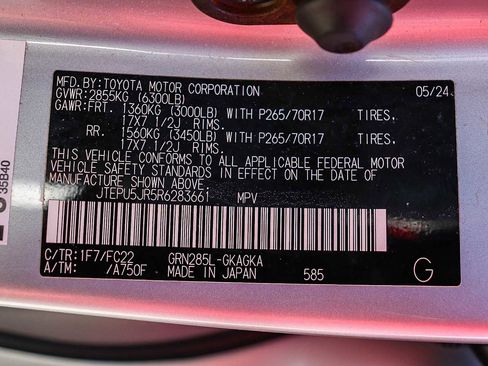 MFD.BY:TOYOTA MOTOR CORPORATION 05/24
GVWR:2855KG (6300LB)
GAWR:FRT. 1360KG (3000LB) WITH P265/70R17 TIRES,
17X7 1/2J RIMS.
RR. 1560KG (3450LB) WITH P265/70R17 TIRES,
17X7 1/2J RIMS.
THIS VEHICLE CONFORMS TO ALL APPLICABLE FEDERAL MOTOR
VEHICLE SAFETY STANDARDS IN EFFECT ON THE DATE OF
MANUFACTURE SHOWN ABOVE.
JTEPU5JR5R6283661 MPV
C/TR:1F7/FC22 GRN285L-GKAGKA
A/TM: /A750F MADE IN JAPAN 585 G
35B40